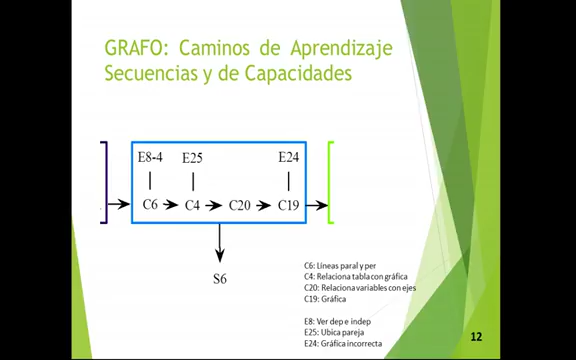 GRAFO: Caminos de Aprendizaje
Secuencias y de Capacidades
E8-4 E25 E24
C6 C4 C20 C19
S6
C6: Líneas paral y per
C4: Relaciona tabla con gráfica
C20: Relaciona variables con ejes
C19: Gráfica
E8: Ver dep e indep
E25: Ubica pareja
E24: Gráfica incorrecta
12